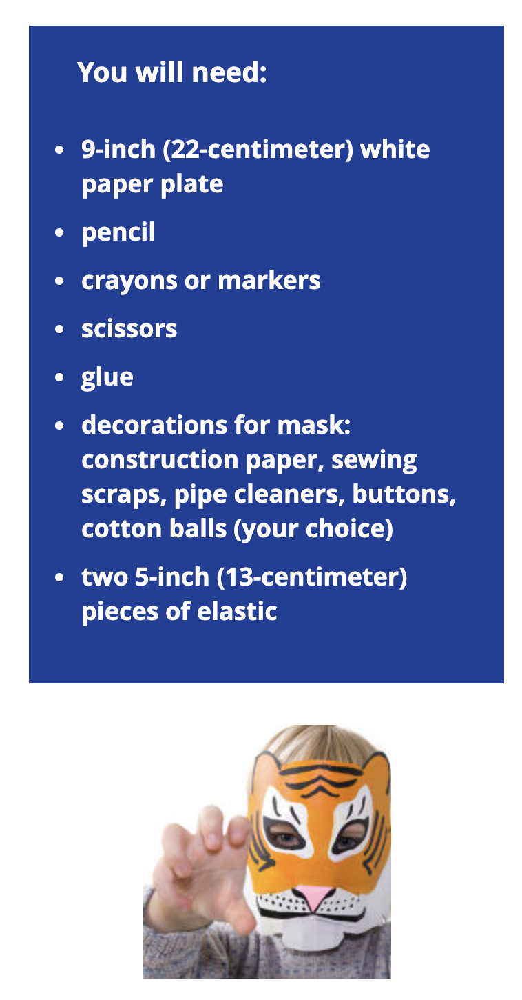 You will need:
• 9-inch (22-centimeter) white
paper plate
• pencil
• crayons or markers
• scissors
• glue
• decorations for mask:
construction paper, sewing
scraps, pipe cleaners, buttons,
cotton balls (your choice)
• two 5-inch (13-centimeter)
pieces of elastic